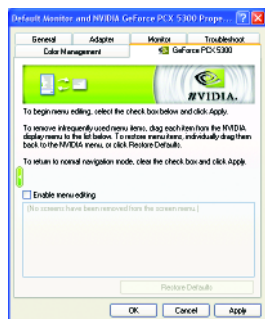 Default Monitor and NVIDIA GeForce PCX 5300 Prope...
General Adapter Monitor Troubleshoot
Color Management GeForce PCX 5300
NVIDIA.
To begin menu editing, select the check box below and click Apply.
To remove infrequently used menu items, drag each item from the NVIDIA
display menu to the list below. To restore menu items, individually drag them
back to the NVIDIA menu, or click Restore Defaults.
To return to normal navigation mode, clear the check box and click Apply.
Enable menu editing
(No screens have been removed from the screen menu.)
Restore Defaults
OK Cancel Apply